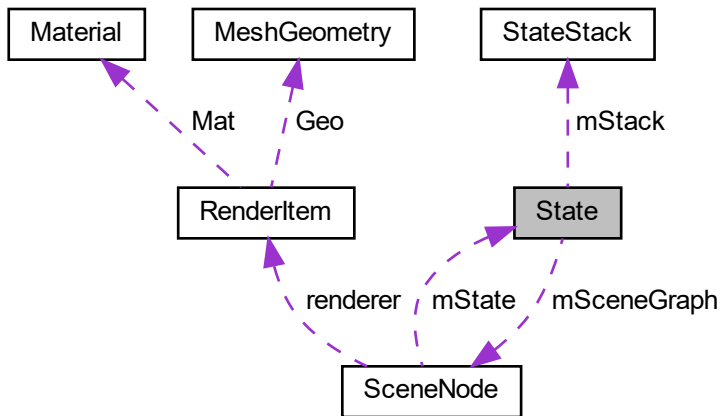 Material
MeshGeometry
StateStack
Mat
Geo
mStack
RenderItem
State
renderer
mState
mSceneGraph
SceneNode